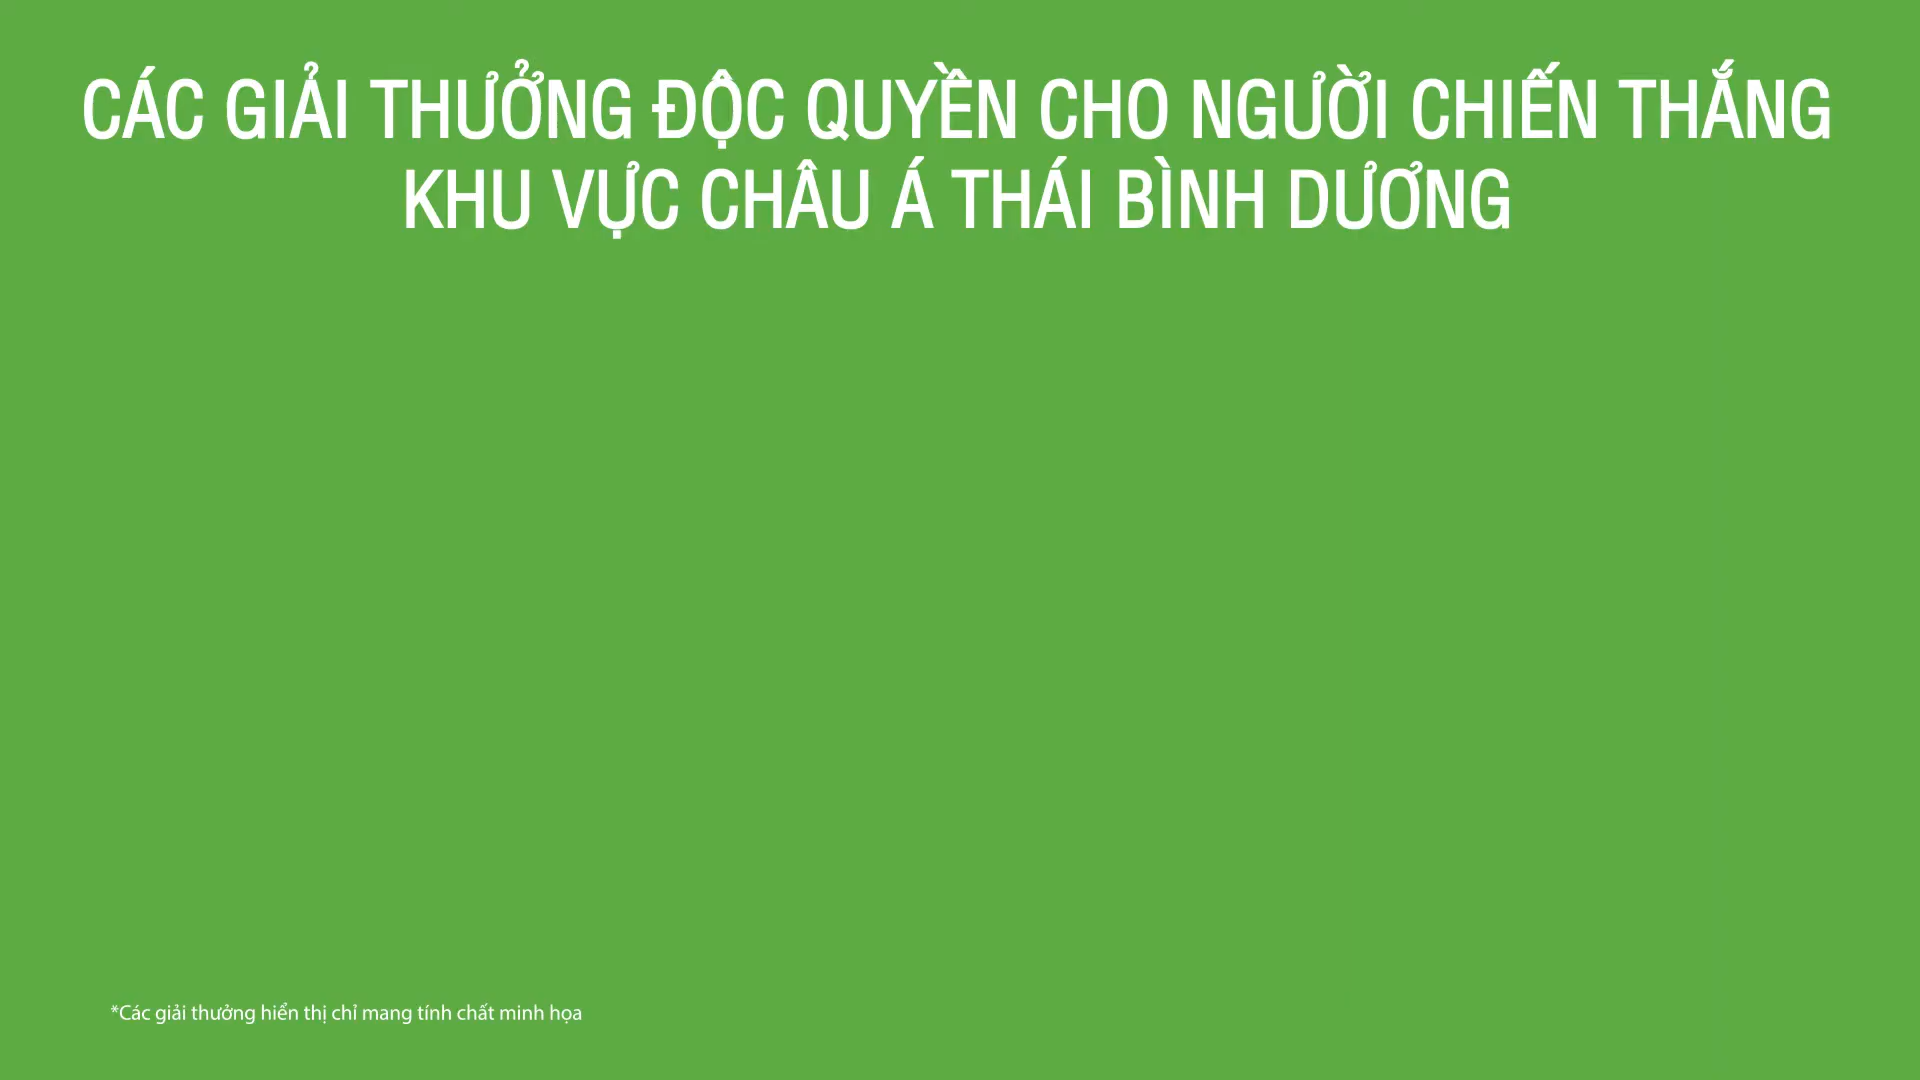 CÁC GIẢI THƯỞNG ĐỘC QUYỀN CHO NGƯỜI CHIẾN THẮNG
KHU VỰC CHÂU Á THÁI BÌNH DƯƠNG
*Các giải thưởng hiển thị chỉ mang tính chất minh họa